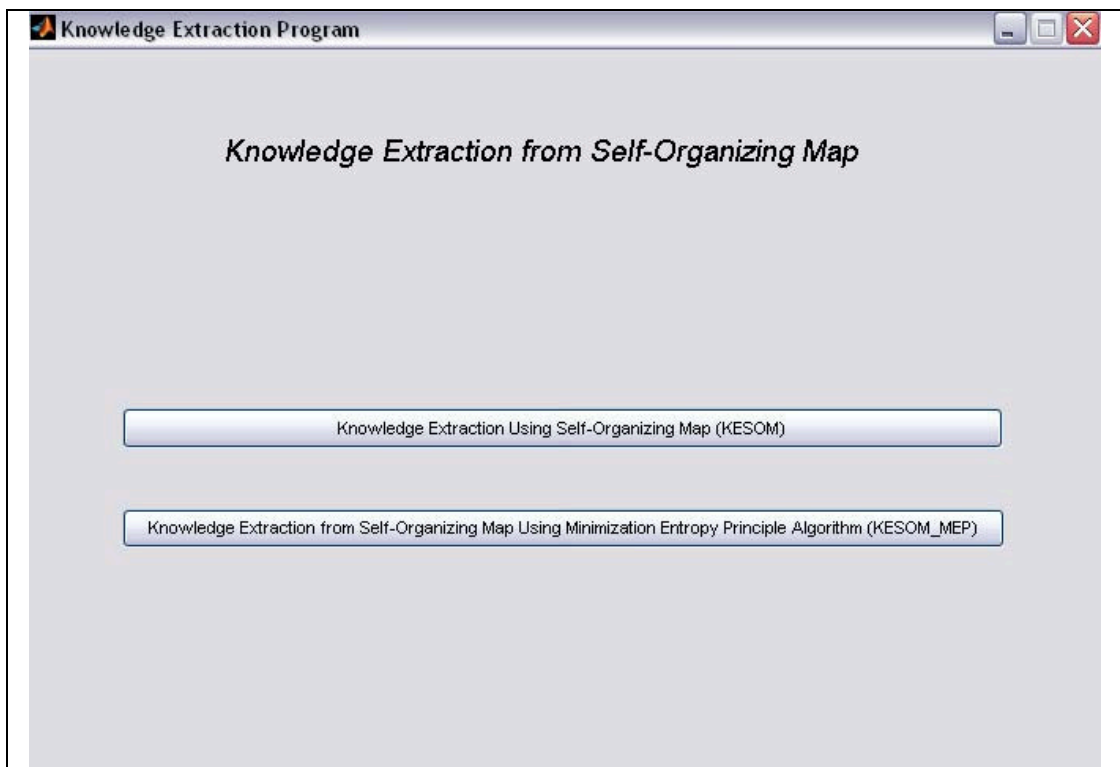 Knowledge Extraction Program
Knowledge Extraction from Self-Organizing Map
Knowledge Extraction Using Self-Organizing Map (KESOM)
Knowledge Extraction from Self-Organizing Map Using Minimization Entropy Principle Algorithm (KESOM_MEP)